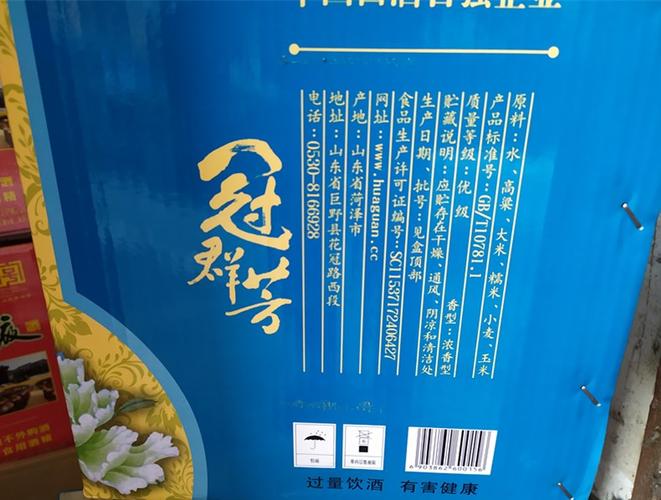 原料：水、高粱、大米、糯米、小麦、玉米
产品标准号：GB/T10781.1
质量等级：优级 香型：浓香型
贮藏说明：应贮存在干燥、通风、阴凉和清洁处
生产日期、批号：见盒顶部
食品生产许可证编号：SC11537172406427
网址：www.huaguan.cc
产地：山东省菏泽市
地址：山东省巨野县花冠路西段
电话：0530-8166928
冠群芳
6903862600156
过量饮酒 有害健康